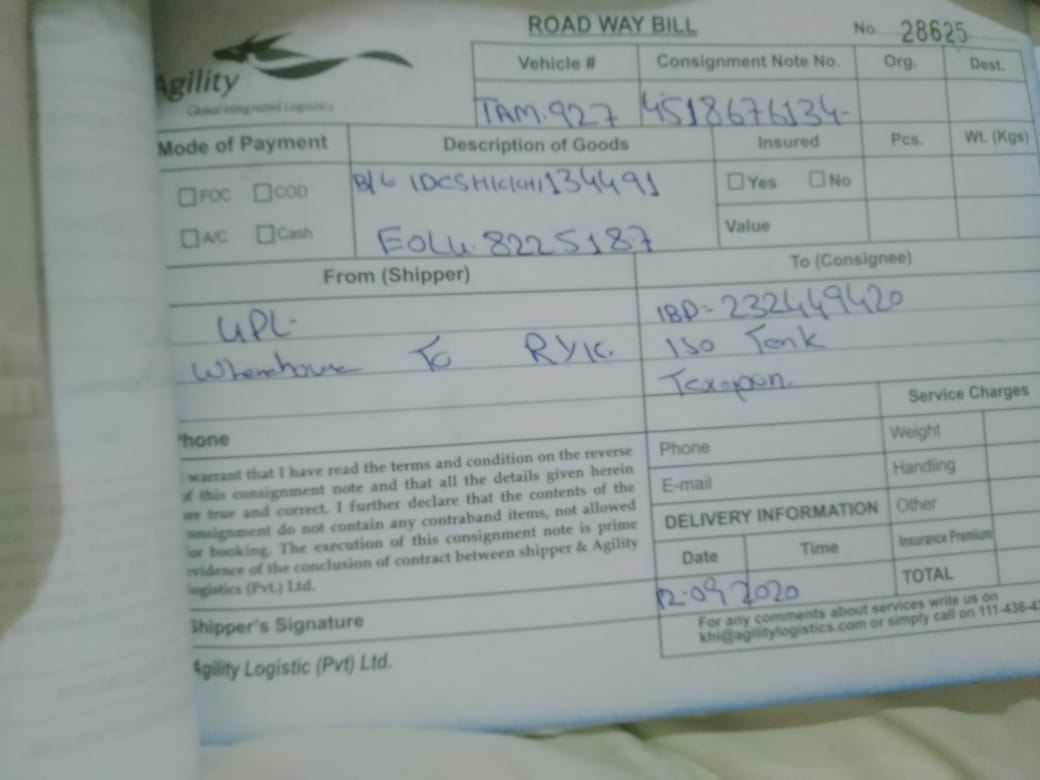 ROAD WAY BILL
No. 28625
Agility
Global Integrated Logistics
Vehicle # Consignment Note No. Org. Dest.
TAM.927 4518676134-
Mode of Payment Description of Goods Insured Pcs. Wt. (Kgs)
FOC COD B/L 134491 Yes No
A/C Cash EOLU.8225187 Value
From (Shipper) To (Consignee)
UPL- IBP=232449420
To RYK. ISO Tank
Texapon
Service Charges
Phone Phone Weight
E-mail Handling
warrant that I have read the terms and condition on the reverse
of this consignment note and that all the details given herein
are true and correct. I further declare that the contents of the
consignment do not contain any contraband items, not allowed
for booking. The execution of this consignment note is prime
evidence of the conclusion of contract between shipper & Agility
logistics (Pvt.) Ltd.
DELIVERY INFORMATION Other
Date Time Insurance Premium
12.09.2020 TOTAL
Shipper's Signature
For any comments about services write us on
khi@agilitylogistics.com or simply call on 111-436-4
Agility Logistic (Pvt) Ltd.